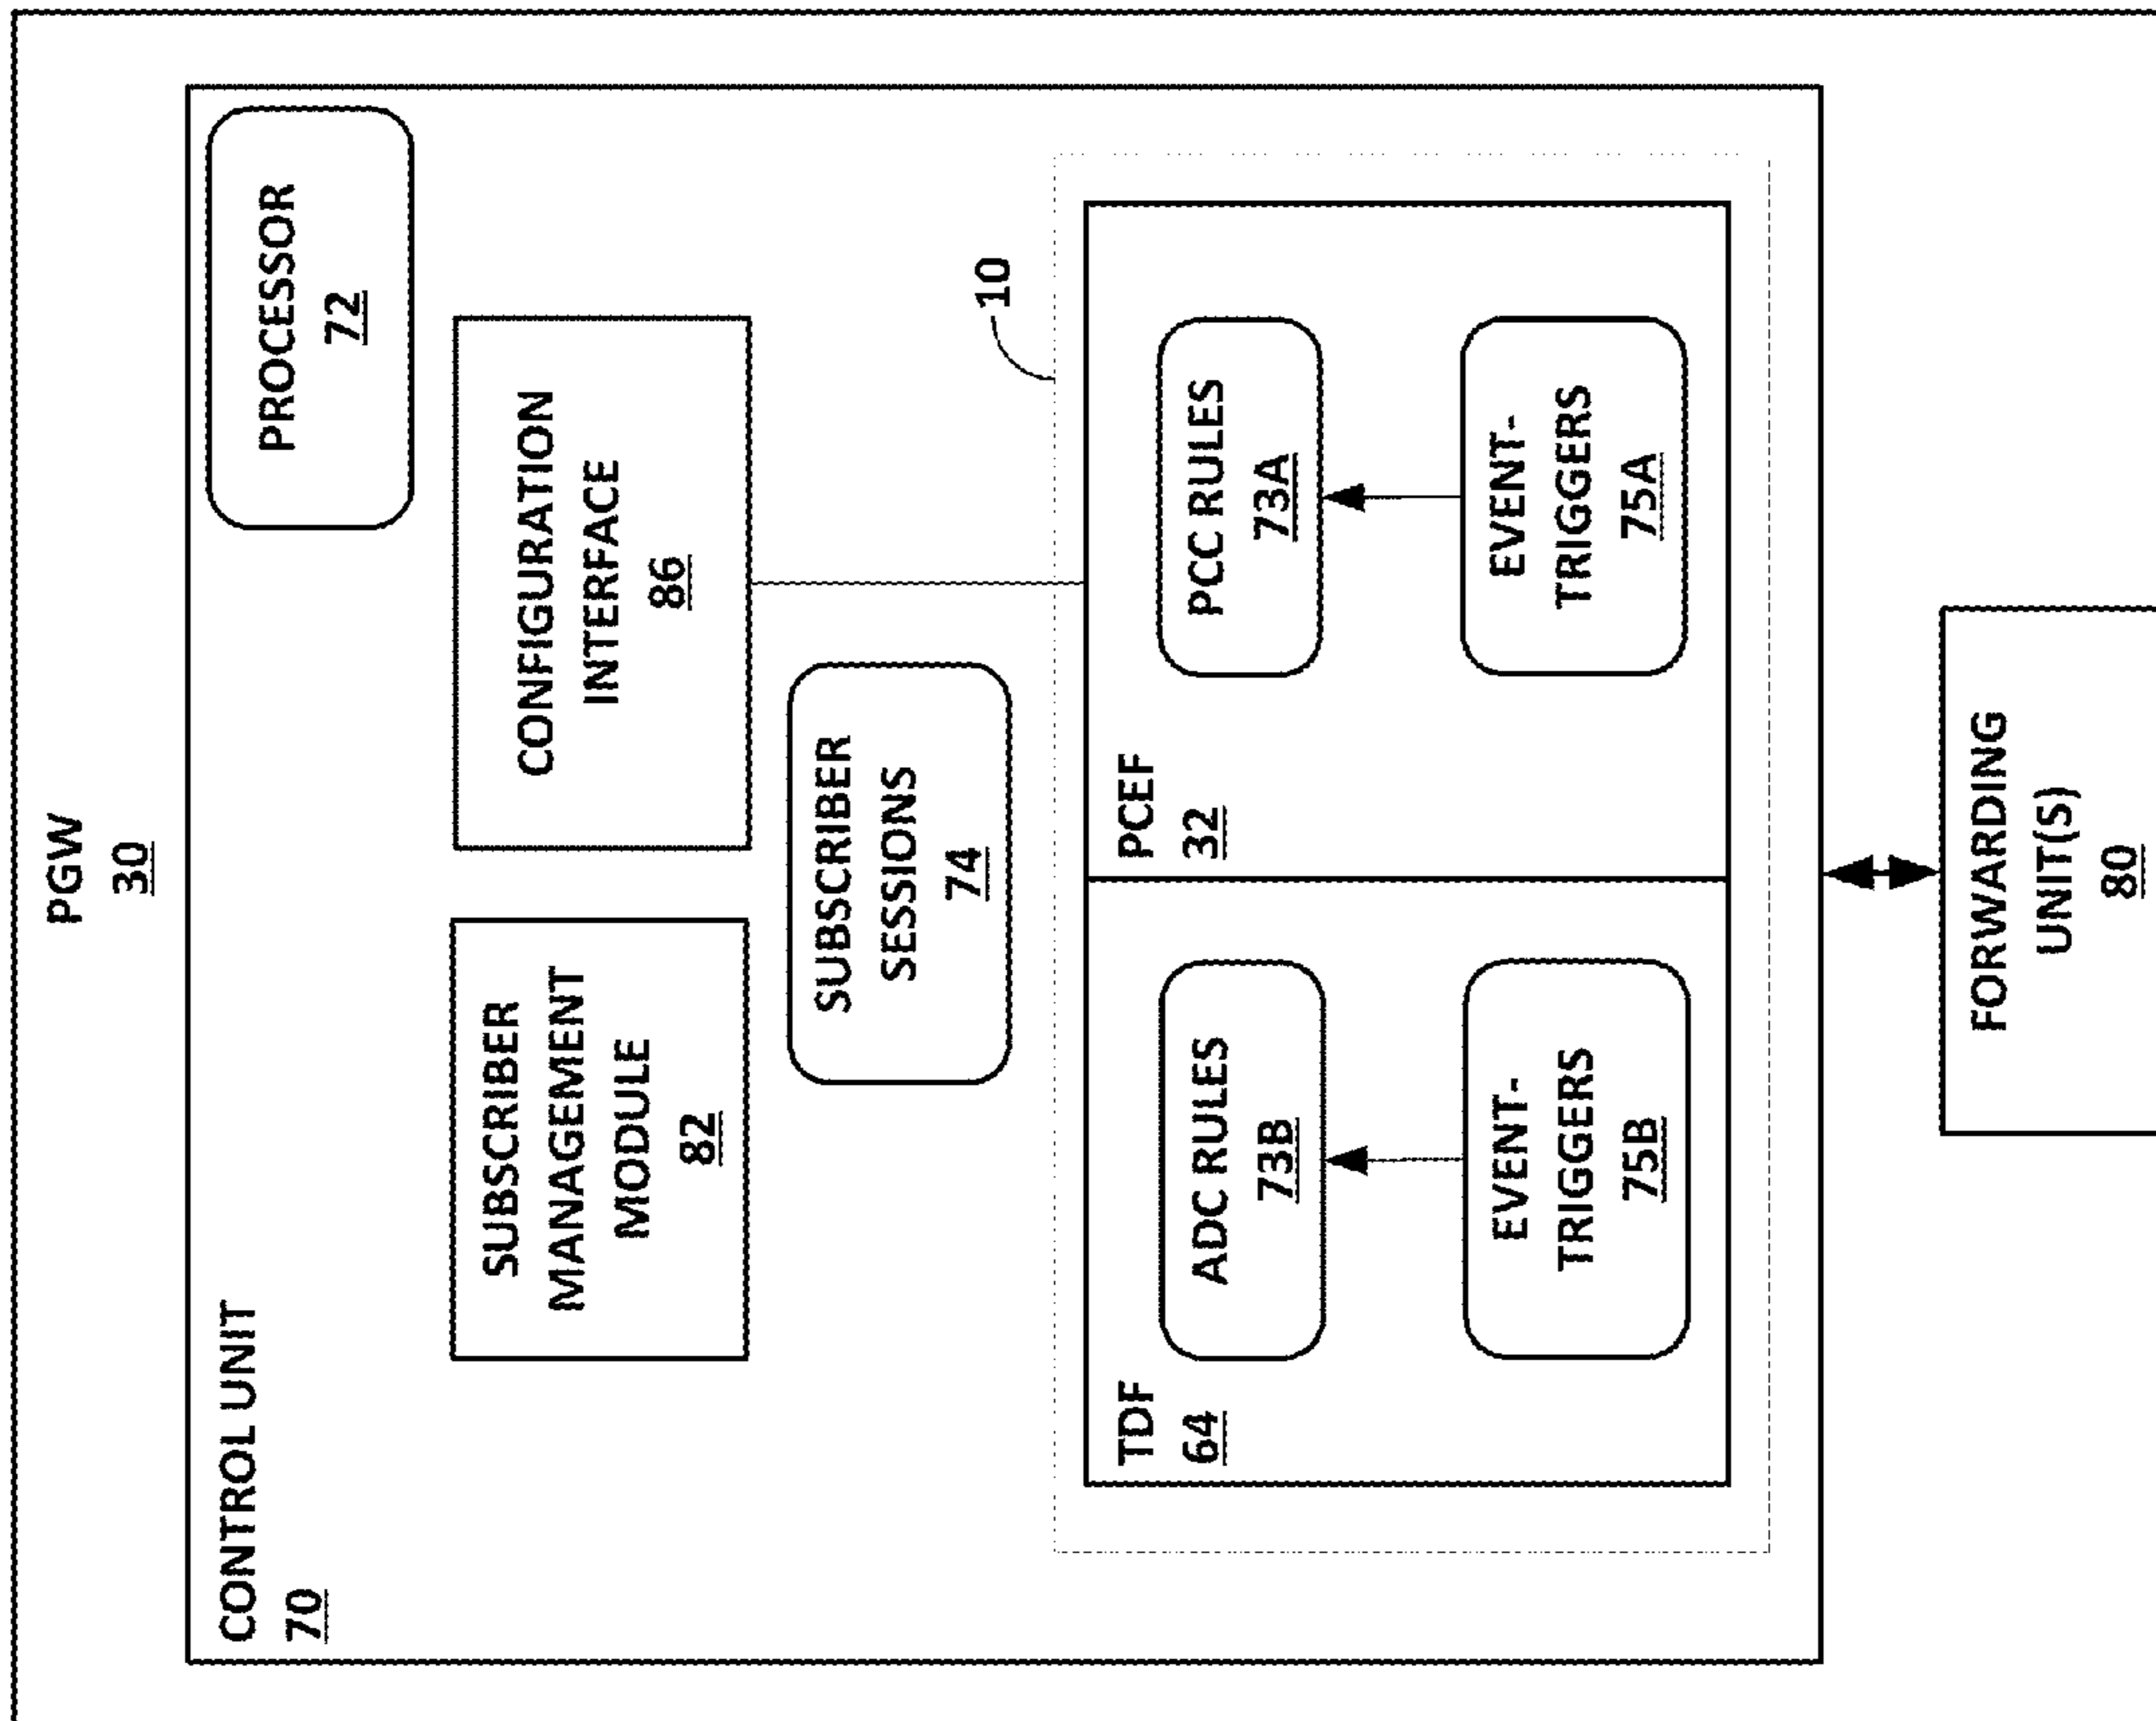 PGW
30
CONTROL UNIT
70
PROCESSOR
72
SUBSCRIBER
MANAGEMENT
MODULE
82
CONFIGURATION
INTERFACE
86
SUBSCRIBER
SESSIONS
74
10
TDF
64
ADC RULES
73B
EVENT-
TRIGGERS
75B
PCEF
32
PCC RULES
73A
EVENT-
TRIGGERS
75A
FORWARDING
UNIT(S)
80